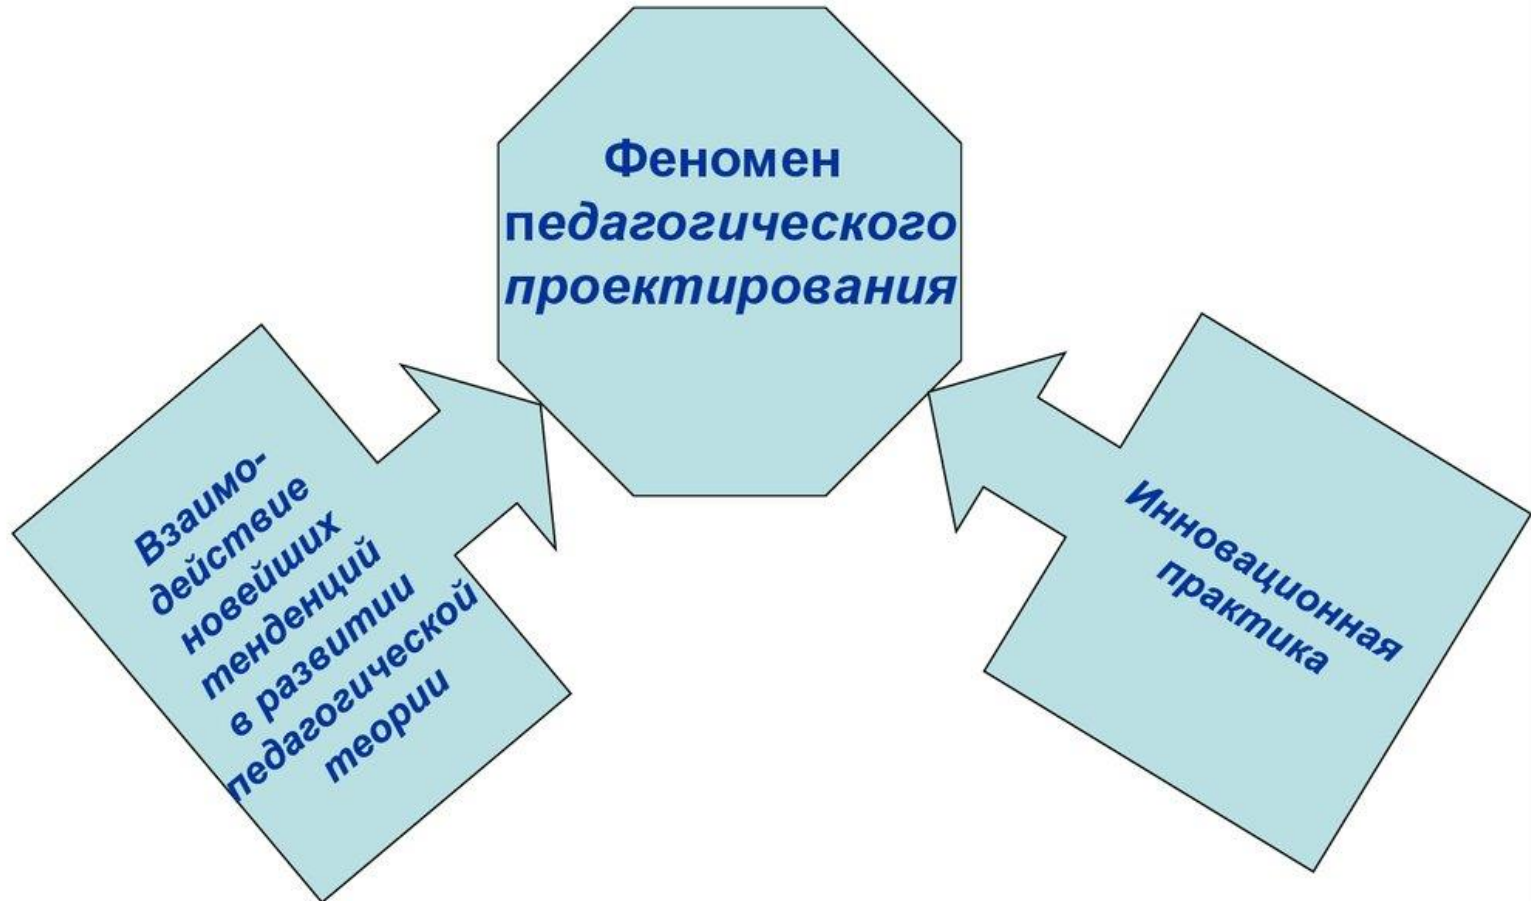 Феномен
педагогического
проектирования
Взаимо-
действие
новейших
тенденций
в развитии
педагогической
теории
Инновационная
практика